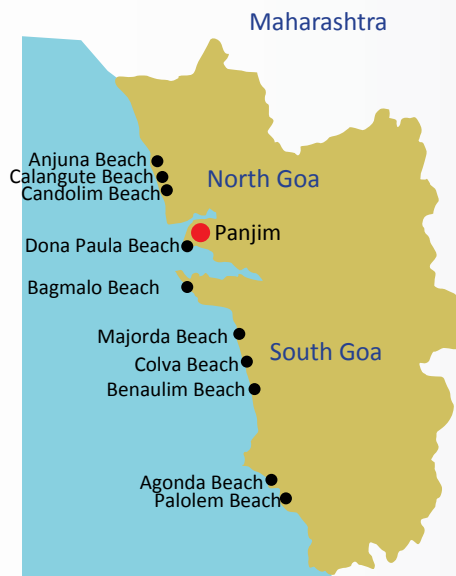 Maharashtra
Anjuna Beach
Calangute Beach
Candolim Beach
North Goa
Panjim
Dona Paula Beach
Bagmalo Beach
Majorda Beach
Colva Beach
South Goa
Benaulim Beach
Agonda Beach
Palolem Beach